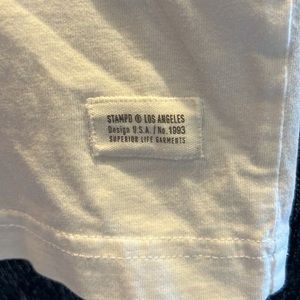 STAMPD ® LOS ANGELES
Design U.S.A. / No. 1993
SUPERIOR LIFE GARMENTS